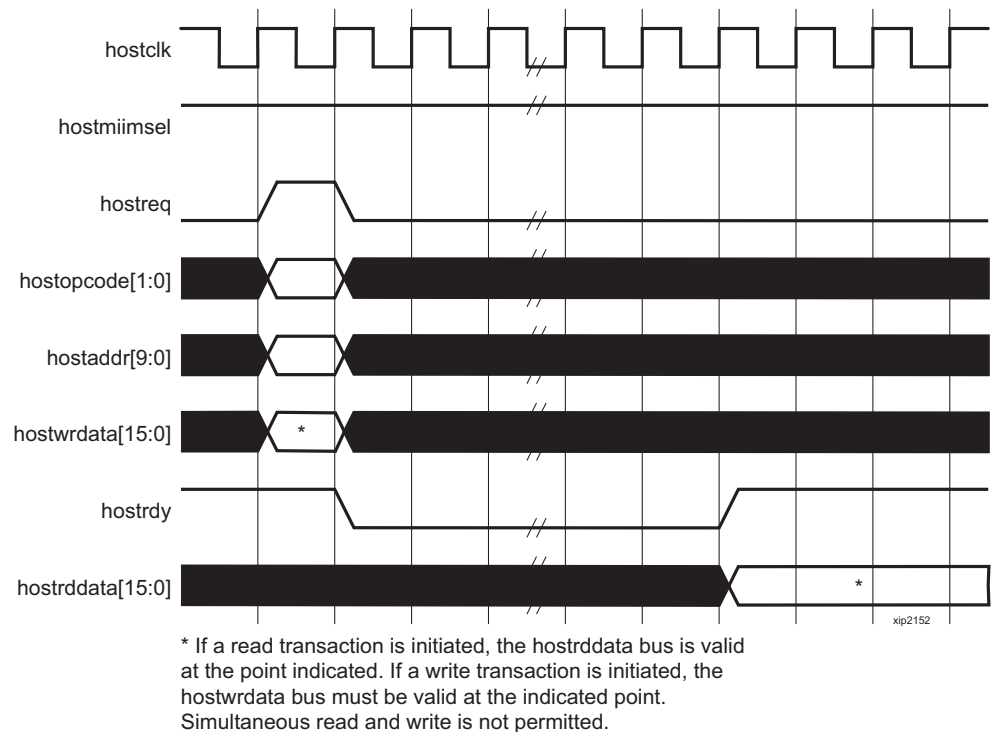 hostclk
hostmiimsel
hostreq
hostopcode[1:0]
hostaddr[9:0]
hostwrdata[15:0]
*
hostrdy
hostrddata[15:0]
*
xip2152
* If a read transaction is initiated, the hostrddata bus is valid
at the point indicated. If a write transaction is initiated, the
hostwrdata bus must be valid at the indicated point.
Simultaneous read and write is not permitted.